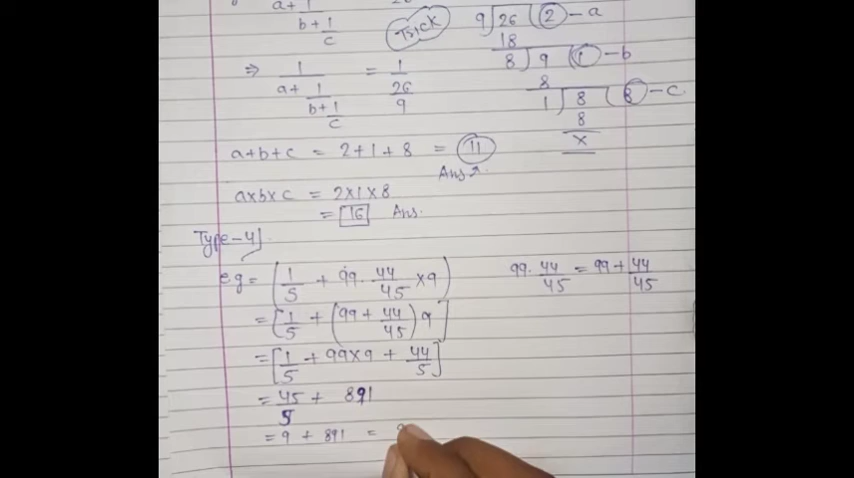 a+1
b+1/c
Trick
9) 26 (2 - a
18
8) 9 (1 - b
8
1) 8 (8 - c
8
x
⇒ 1/(a+1/(b+1/c)) = 1/(26/9)
a+b+c = 2+1+8 = 11
Ans
a×b×c = 2×1×8
= 16 Ans.
Type-4]
eg = (1/5 + 99·44/45 ×9)
99·44/45 = 99+44/45
= [1/5 + (99+44/45)9]
= [1/5 + 99×9 + 44/5]
= 45/5 + 891
= 9 + 891 = 9